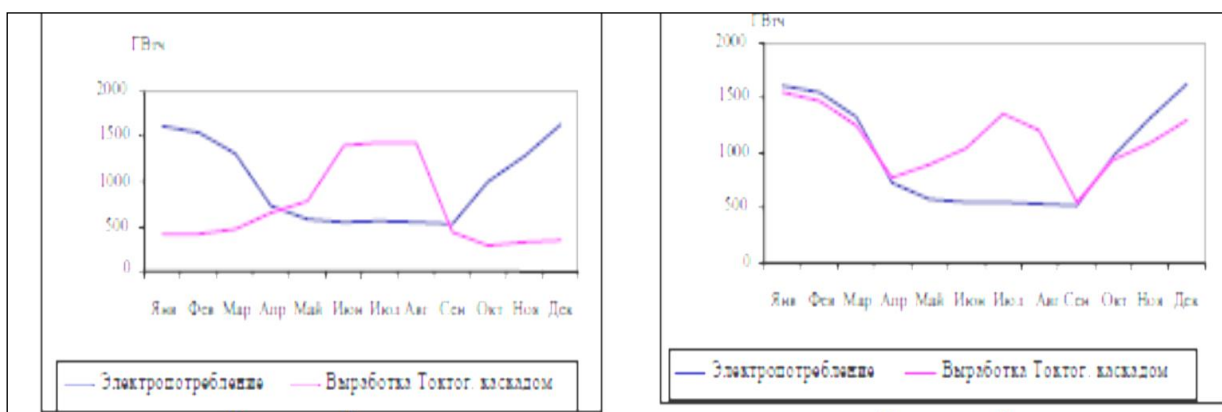 ГВтч
2000
1500
1000
500
0
Янв Фев Мар Апр Май Июн Июл Авг Сен Окт Ноя Дек
Электропотребление Выработка Токтог. каскадом
ГВтч
2000
1500
1000
500
0
Янв Фев Мар Апр Май Июн Июл Авг Сен Окт Ноя Дек
Электропотребление Выработка Токтог. каскадом